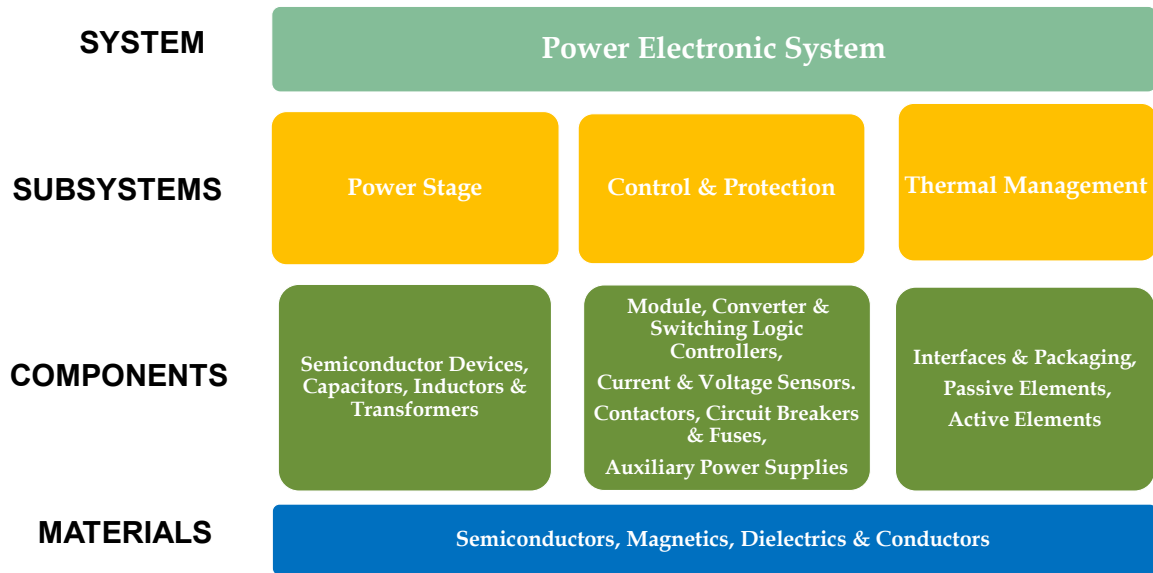 SYSTEM
Power Electronic System
SUBSYSTEMS
Power Stage
Control & Protection
Thermal Management
COMPONENTS
Semiconductor Devices,
Capacitors, Inductors &
Transformers
Module, Converter &
Switching Logic
Controllers,
Current & Voltage Sensors.
Contactors, Circuit Breakers
& Fuses,
Auxiliary Power Supplies
Interfaces & Packaging,
Passive Elements,
Active Elements
MATERIALS
Semiconductors, Magnetics, Dielectrics & Conductors